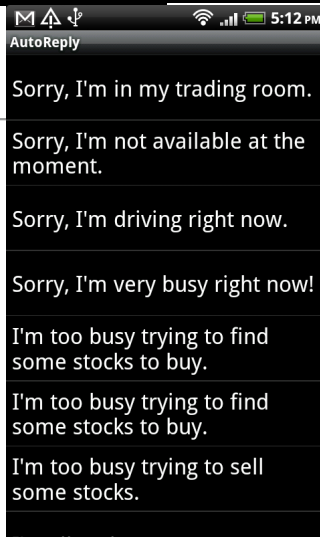 5:12 PM
AutoReply
Sorry, I'm in my trading room.
Sorry, I'm not available at the
moment.
Sorry, I'm driving right now.
Sorry, I'm very busy right now!
I'm too busy trying to find
some stocks to buy.
I'm too busy trying to find
some stocks to buy.
I'm too busy trying to sell
some stocks.